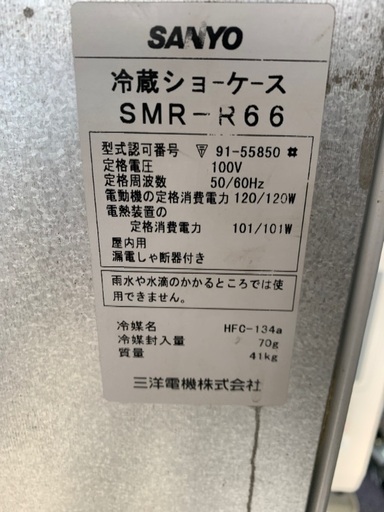 SANYO
冷蔵ショーケース
SMR-R66
型式認可番号 〒 91-55850 #
定格電圧 100V
定格周波数 50/60Hz
電動機の定格消費電力 120/120W
電熱装置の
定格消費電力 101/101W
屋内用
漏電しゃ断器付き
雨水や水滴のかかるところでは使
用できません。
冷媒名 HFC-134a
冷媒封入量 70g
質量 41kg
三洋電機株式会社